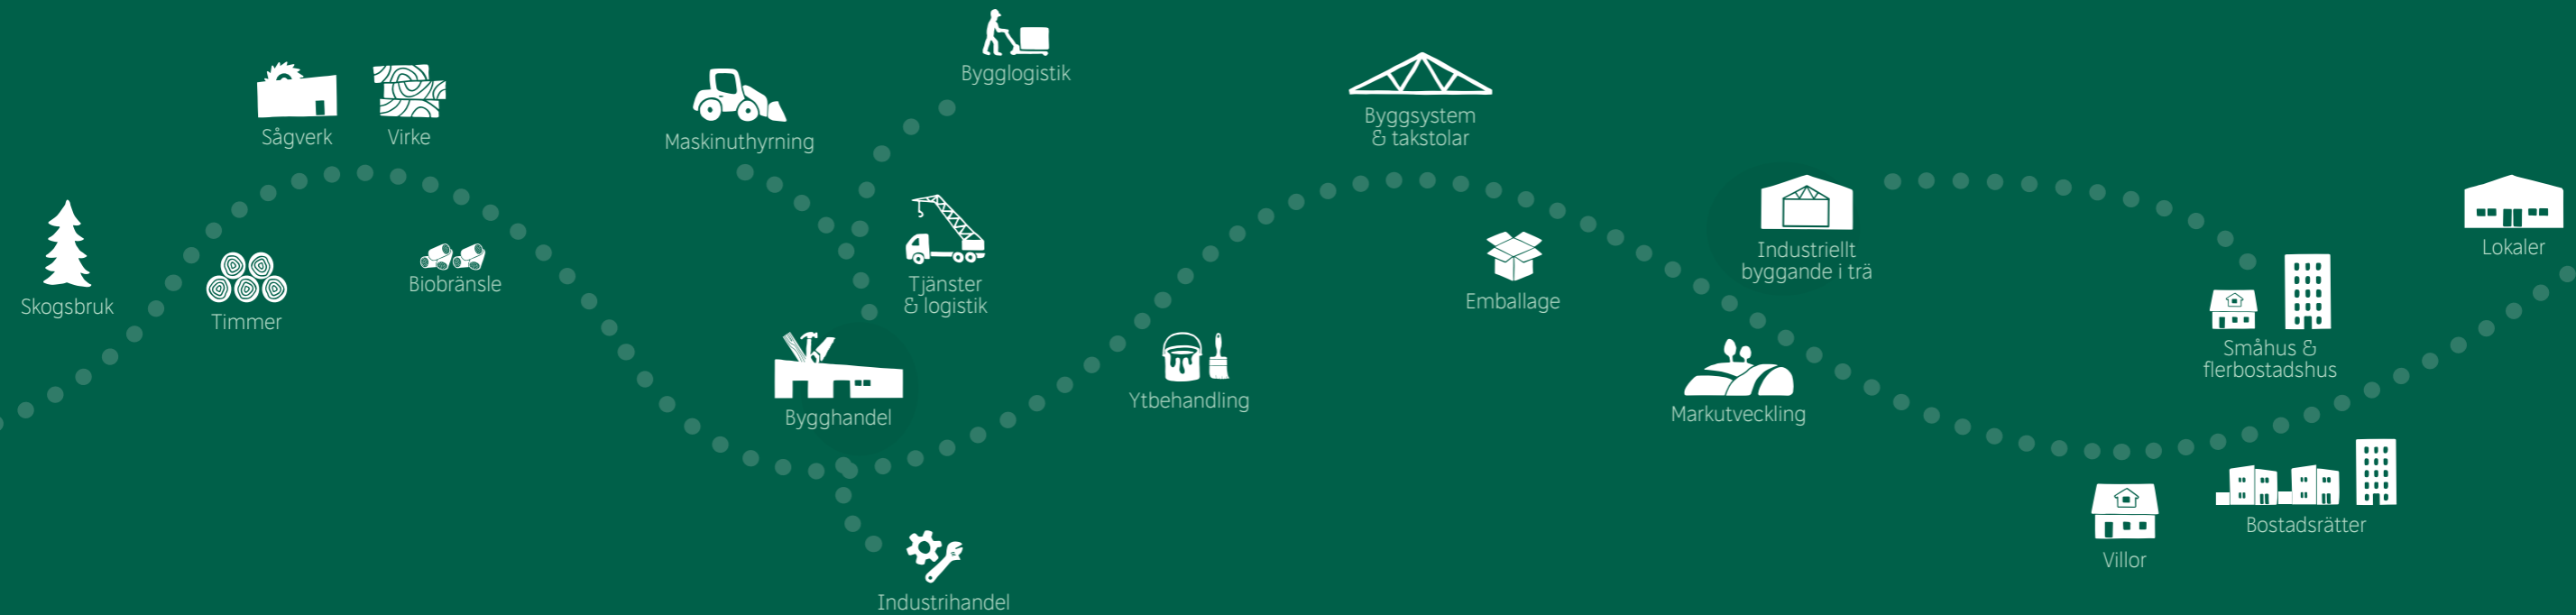 Skogsbruk
Sågverk
Virke
Timmer
Biobränsle
Maskinuthyrning
Bygglogistik
Tjänster
& logistik
Bygghandel
Industrihandel
Ytbehandling
Byggsystem
& takstolar
Emballage
Industriellt
byggande i trä
Markutveckling
Småhus &
flerbostadshus
Villor
Bostadsrätter
Lokaler